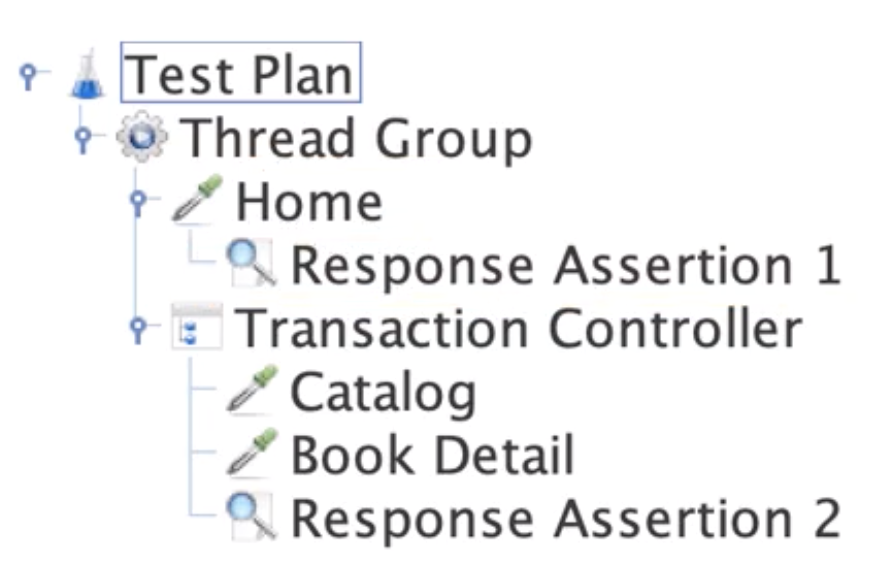 Test Plan
Thread Group
Home
Response Assertion 1
Transaction Controller
Catalog
Book Detail
Response Assertion 2